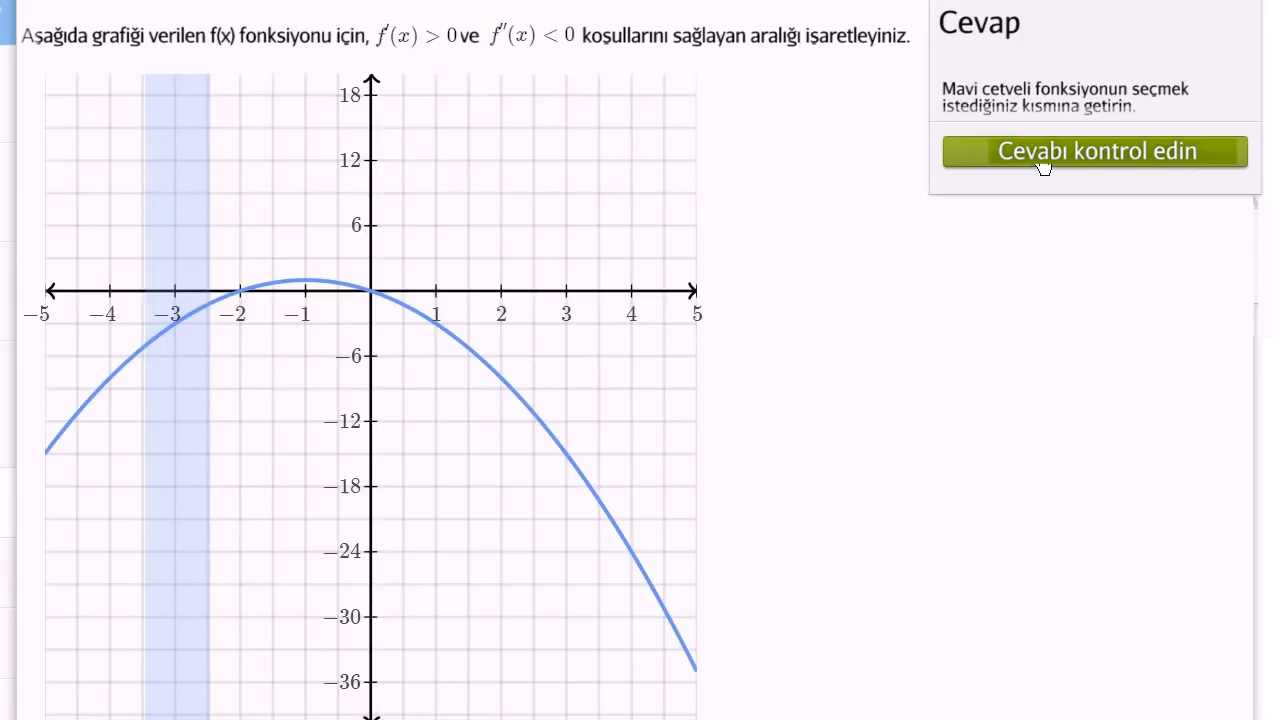 Aşağıda grafiği verilen f(x) fonksiyonu için, f′(x) > 0 ve f″(x) < 0 koşullarını sağlayan aralığı işaretleyiniz.
Cevap
Mavi cetveli fonksiyonun seçmek
istediğiniz kısmına getirin.
Cevabı kontrol edin
18
12
6
−5 −4 −3 −2 −1 1 2 3 4 5
−6
−12
−18
−24
−30
−36